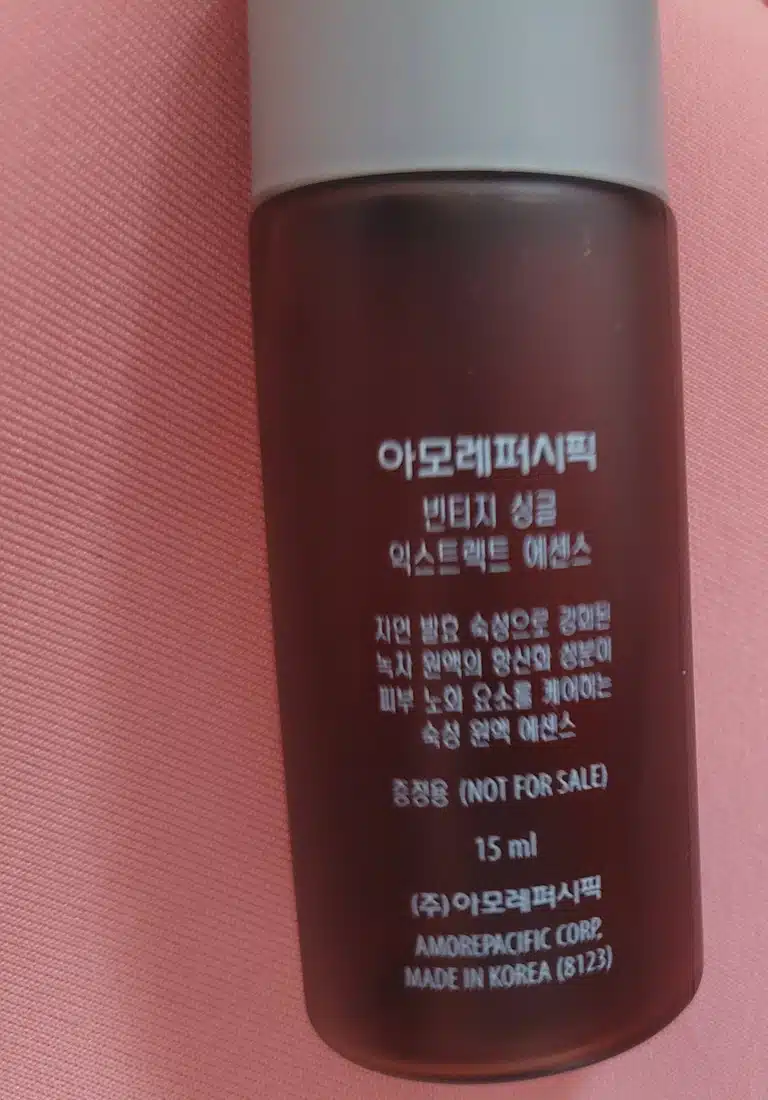 아모레퍼시픽
빈티지 싱글
익스트랙트 에센스
자연 발효 숙성으로 강화된
녹차 원액의 항산화 성분이
피부 노화 요소를 케어하는
숙성 원액 에센스
증정용 (NOT FOR SALE)
15 ml
(주)아모레퍼시픽
AMOREPACIFIC CORP.
MADE IN KOREA (8123)